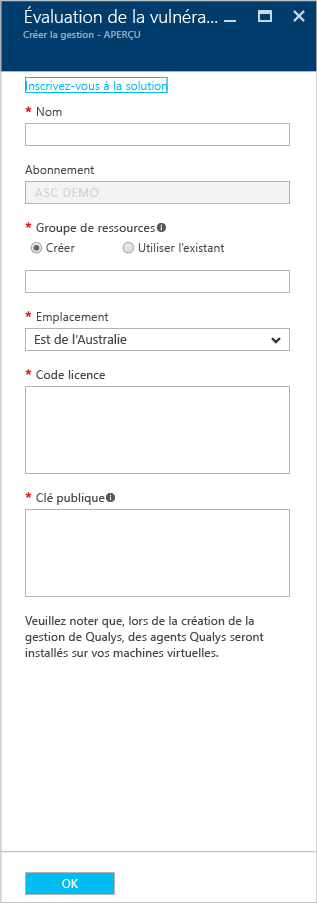 Évaluation de la vulnéra...
Créer la gestion - APERÇU
Inscrivez-vous à la solution
* Nom
Abonnement
ASC DEMO
* Groupe de ressources
Créer Utiliser l'existant
* Emplacement
Est de l'Australie
* Code licence
* Clé publique
Veuillez noter que, lors de la création de la
gestion de Qualys, des agents Qualys seront
installés sur vos machines virtuelles.
OK